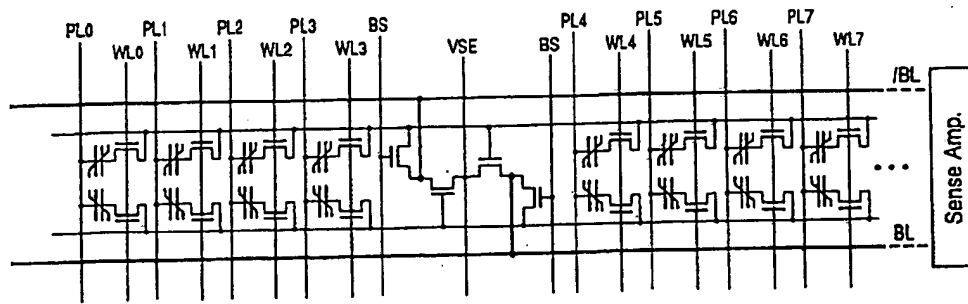 PL0 PL1 PL2 PL3 BS VSE BS PL4 PL5 PL6 PL7
WL0 WL1 WL2 WL3 WL4 WL5 WL6 WL7
/BL
BL
Sense Amp.